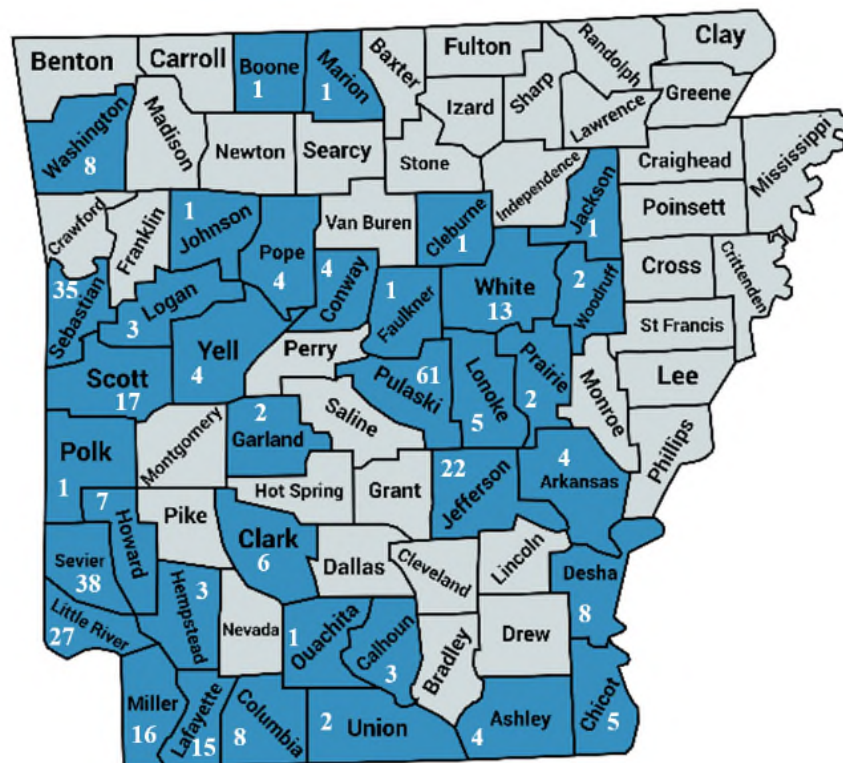 Benton
Carroll
Boone
1
Marion
1
Baxter
Fulton
Sharp
Randolph
Clay
Washington
8
Madison
Newton
Searcy
Stone
Izard
Lawrence
Greene
Independence
Craighead
Mississippi
Crawford
Franklin
1
Johnson
Pope
4
Van Buren
Cleburne
1
Jackson
1
Poinsett
35
Sebastian
3
Logan
4
Conway
1
Faulkner
White
13
2
Woodruff
Cross
Crittenden
Yell
4
Perry
St Francis
Scott
17
61
Pulaski
Lonoke
5
Prairie
2
Monroe
Lee
Phillips
Montgomery
2
Garland
Saline
Polk
1
Hot Spring
Grant
22
Jefferson
4
Arkansas
7
Howard
Pike
Clark
6
Dallas
Cleveland
Lincoln
Desha
8
Sevier
38
3
Hempstead
Nevada
1
Ouachita
Calhoun
3
Bradley
Drew
Little River
27
Miller
16
Lafayette
15
8
Columbia
2
Union
Ashley
4
Chicot
5